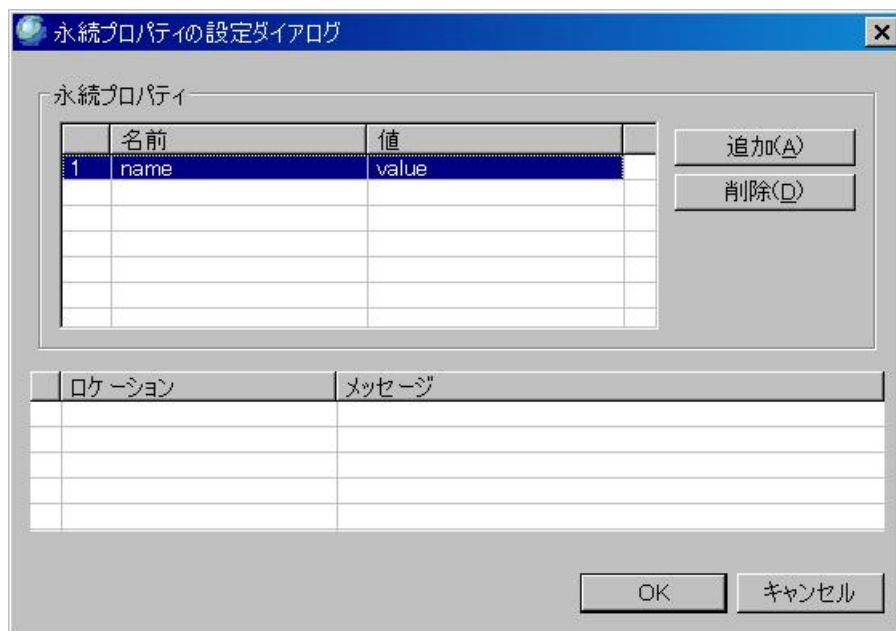 永続プロパティの設定ダイアログ
永続プロパティ
名前 値
1 name value
追加(A)
削除(D)
ロケーション メッセージ
OK キャンセル